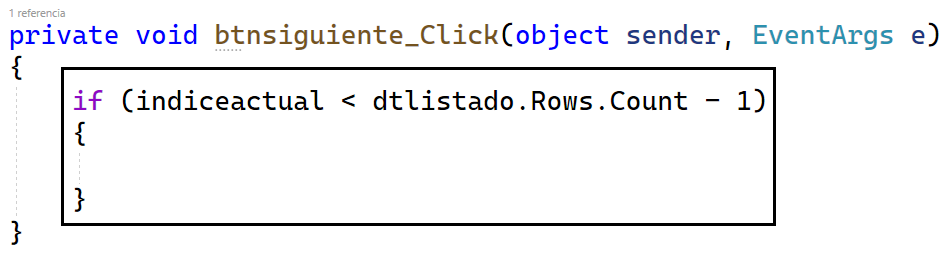 1 referencia
private void btnsiguiente_Click(object sender, EventArgs e)
{
if (indiceactual < dtlistado.Rows.Count - 1)
{
}
}